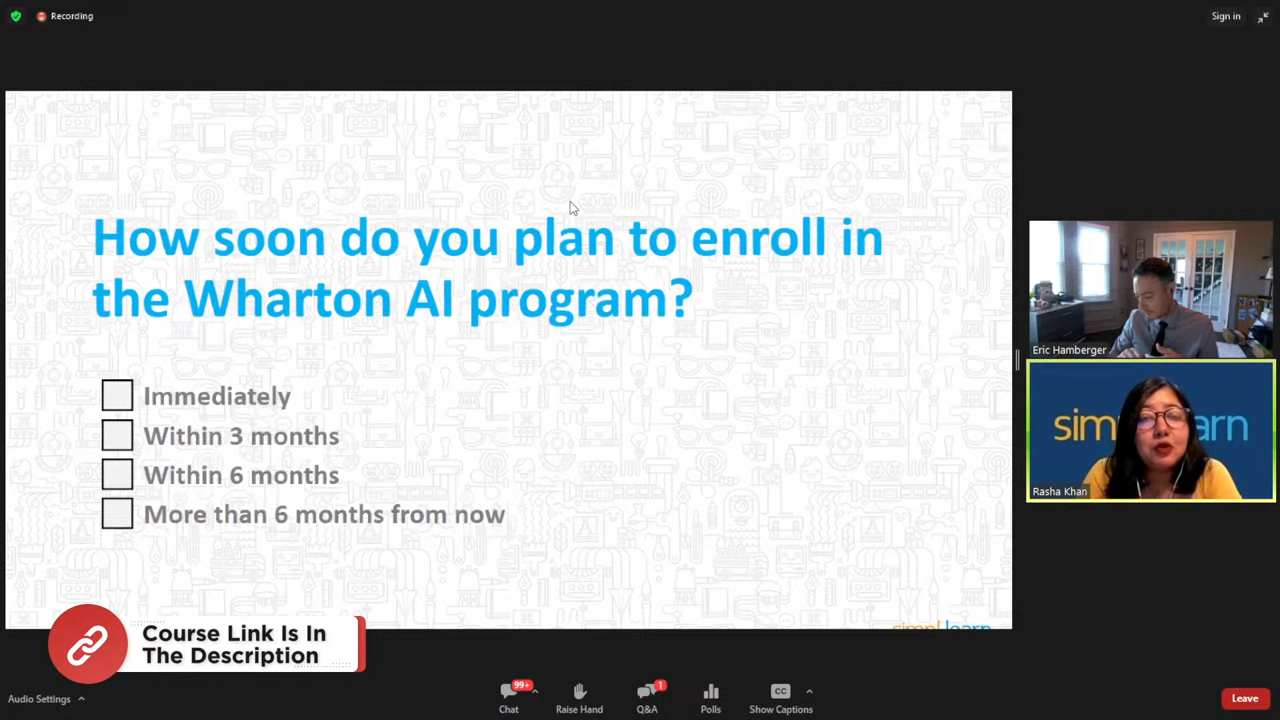 Recording
Sign in
How soon do you plan to enroll in
the Wharton AI program?
Immediately
Within 3 months
Within 6 months
More than 6 months from now
simplilearn
Eric Hamberger
Rasha Khan
Course Link Is In
The Description
Audio Settings
99+
Chat
Raise Hand
1
Q&A
Polls
CC
Show Captions
Leave